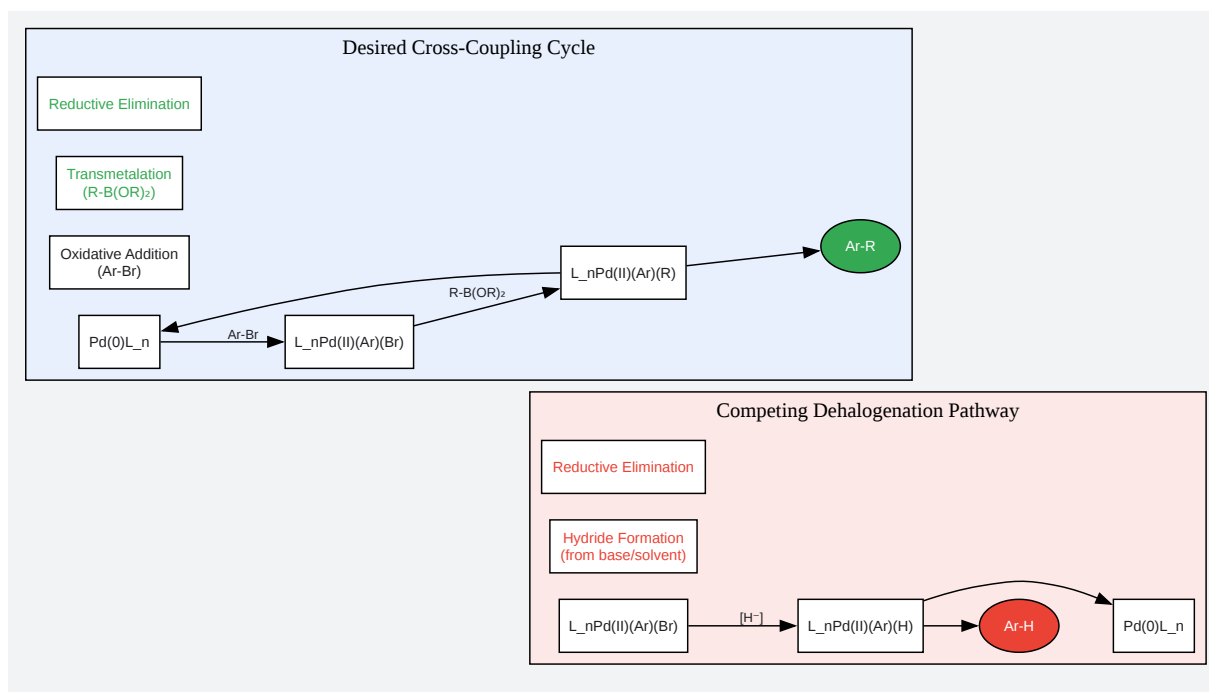 Desired Cross-Coupling Cycle
Reductive Elimination
Transmetalation
(R-B(OR)₂)
Oxidative Addition
(Ar-Br)
Pd(0)L_n
Ar-Br
L_nPd(II)(Ar)(Br)
R-B(OR)₂
L_nPd(II)(Ar)(R)
Ar-R
Competing Dehalogenation Pathway
Reductive Elimination
Hydride Formation
(from base/solvent)
L_nPd(II)(Ar)(Br)
[H⁻]
L_nPd(II)(Ar)(H)
Ar-H
Pd(0)L_n